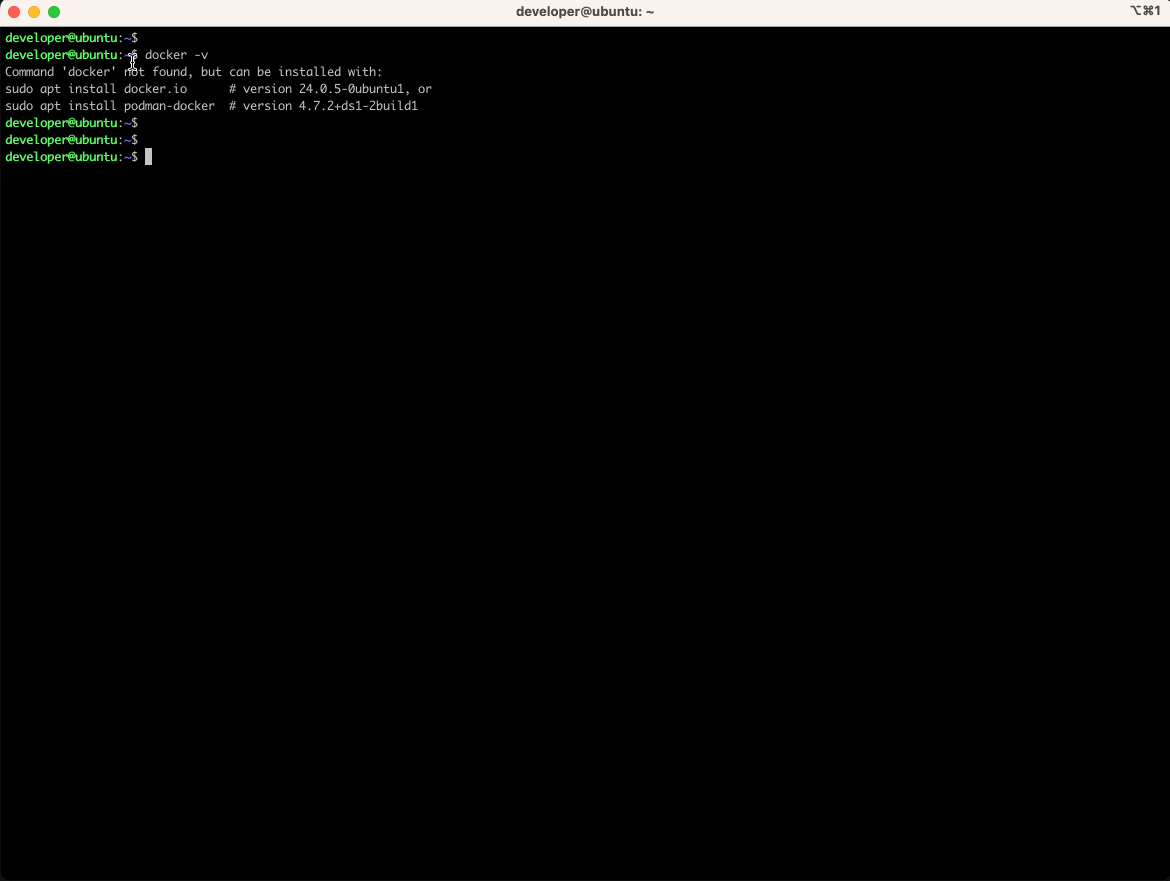 developer@ubuntu: ~
⌥⌘1
developer@ubuntu:~$
developer@ubuntu:~$ docker -v
Command 'docker' not found, but can be installed with:
sudo apt install docker.io      # version 24.0.5-0ubuntu1, or
sudo apt install podman-docker  # version 4.7.2+ds1-2build1
developer@ubuntu:~$
developer@ubuntu:~$
developer@ubuntu:~$